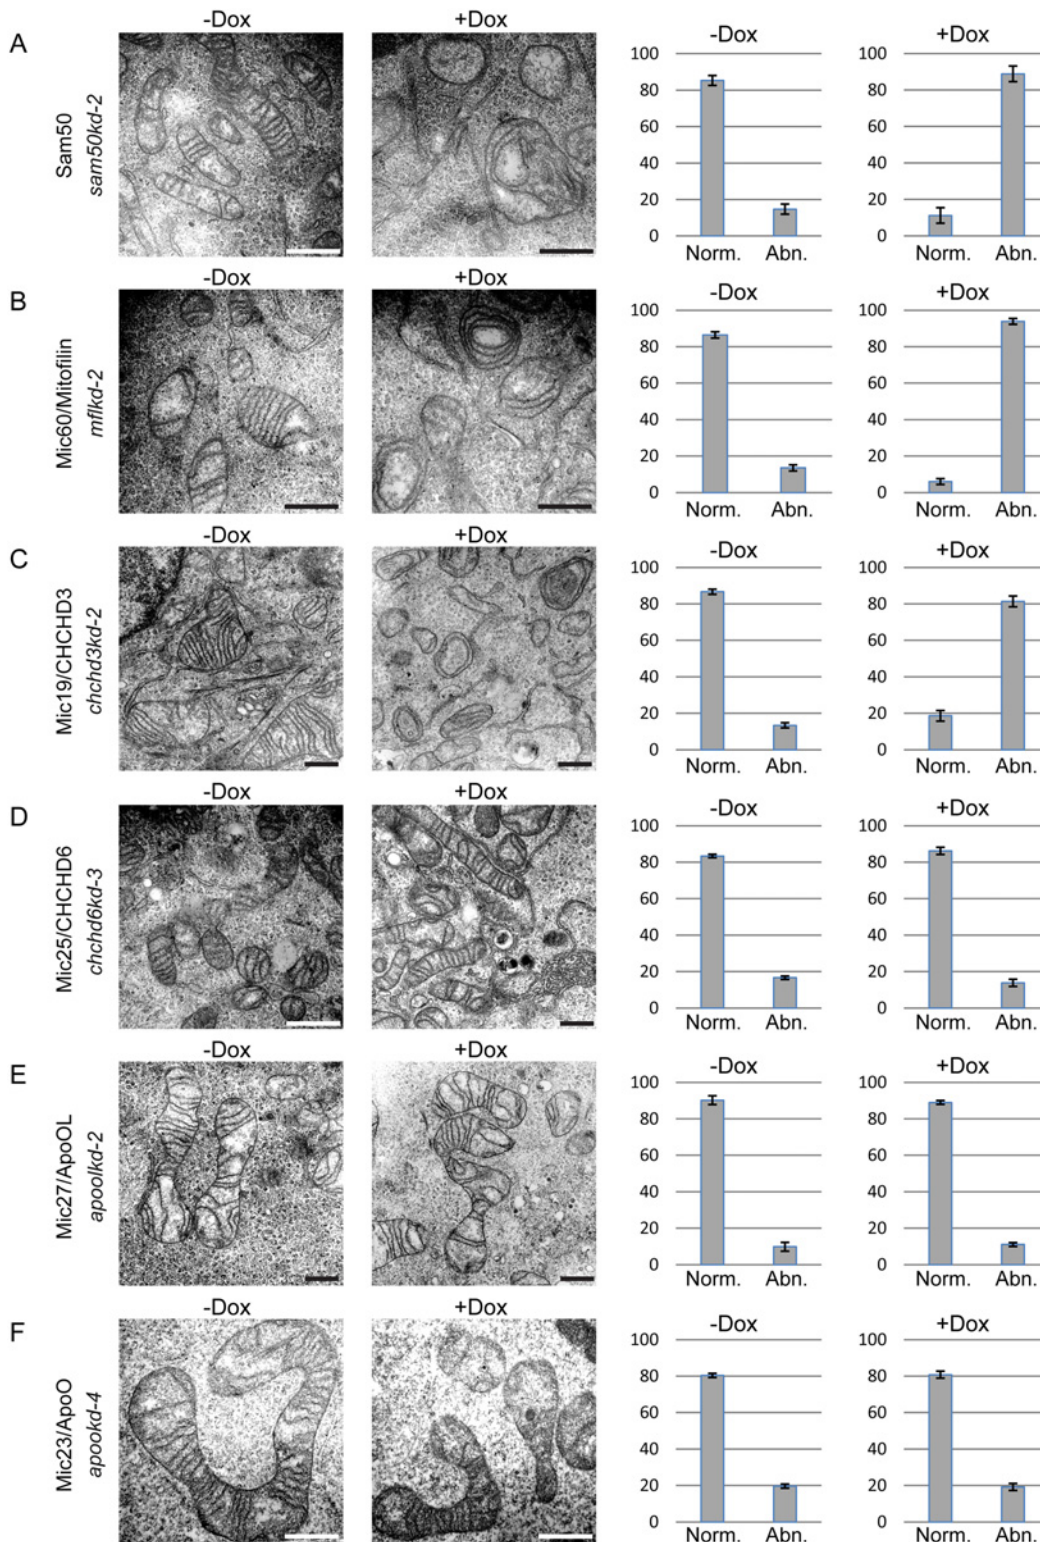 -Dox +Dox
A Sam50 sam50kd-2
-Dox +Dox
100 80 60 40 20 0 Norm. Abn.
100 80 60 40 20 0 Norm. Abn.
-Dox +Dox
B Mic60/Mitofilin mflkd-2
-Dox +Dox
100 80 60 40 20 0 Norm. Abn.
100 80 60 40 20 0 Norm. Abn.
-Dox +Dox
C Mic19/CHCHD3 chchd3kd-2
-Dox +Dox
100 80 60 40 20 0 Norm. Abn.
100 80 60 40 20 0 Norm. Abn.
-Dox +Dox
D Mic25/CHCHD6 chchd6kd-3
-Dox +Dox
100 80 60 40 20 0 Norm. Abn.
100 80 60 40 20 0 Norm. Abn.
-Dox +Dox
E Mic27/ApoOL apoolkd-2
-Dox +Dox
100 80 60 40 20 0 Norm. Abn.
100 80 60 40 20 0 Norm. Abn.
-Dox +Dox
F Mic23/ApoO apookd-4
-Dox +Dox
100 80 60 40 20 0 Norm. Abn.
100 80 60 40 20 0 Norm. Abn.